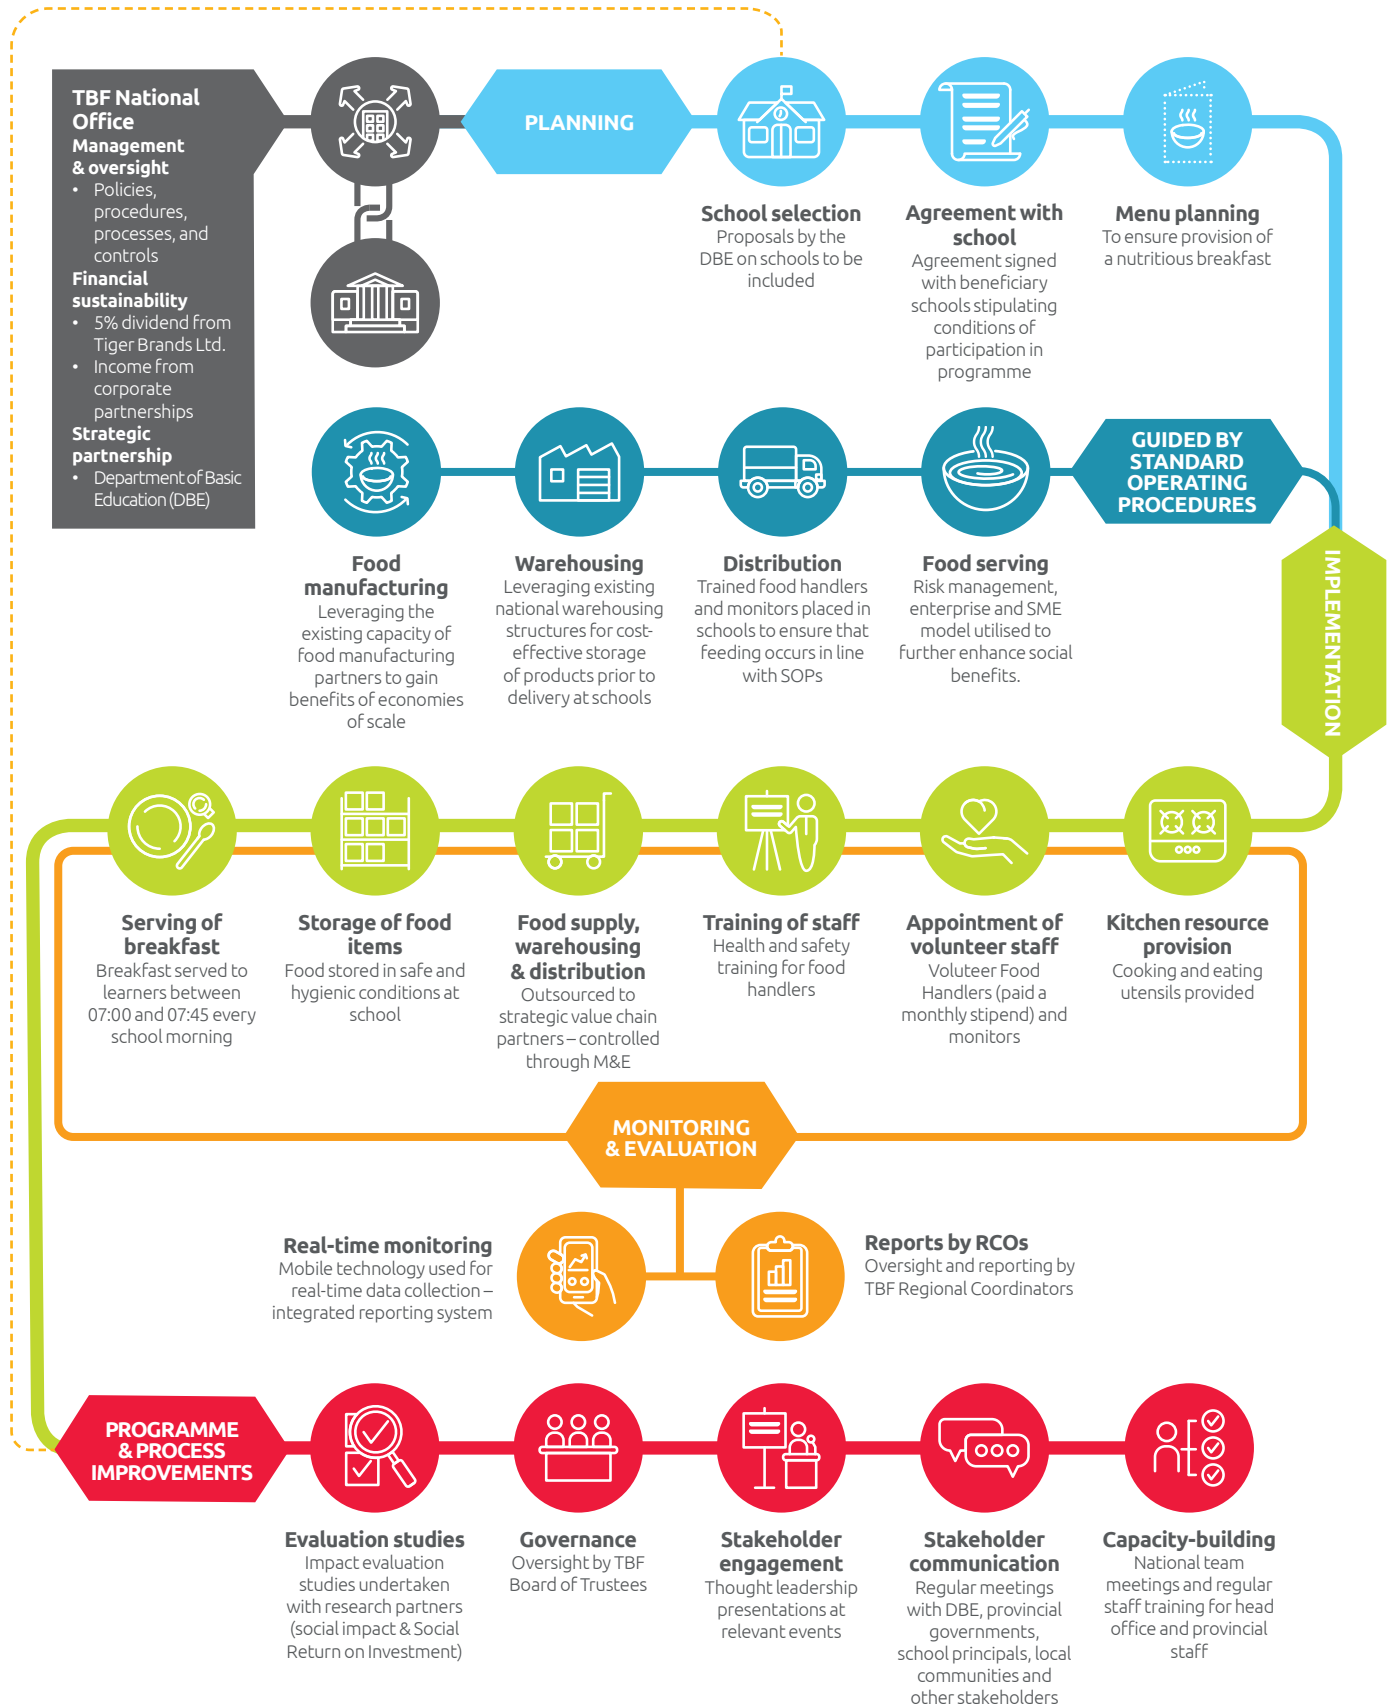 TBF National
Office
Management
& oversight
• Policies,
procedures,
processes, and
controls
Financial
sustainability
• 5% dividend from
Tiger Brands Ltd.
• Income from
corporate
partnerships
Strategic
partnership
• Department of Basic
Education (DBE)
PLANNING
School selection
Proposals by the
DBE on schools to be
included
Agreement with
school
Agreement signed
with beneficiary
schools stipulating
conditions of
participation in
programme
Menu planning
To ensure provision of
a nutritious breakfast
GUIDED BY
STANDARD
OPERATING
PROCEDURES
Food
manufacturing
Leveraging the
existing capacity of
food manufacturing
partners to gain
benefits of economies
of scale
Warehousing
Leveraging existing
national warehousing
structures for cost-
effective storage
of products prior to
delivery at schools
Distribution
Trained food handlers
and monitors placed in
schools to ensure that
feeding occurs in line
with SOPs
Food serving
Risk management,
enterprise and SME
model utilised to
further enhance social
benefits.
IMPLEMENTATION
Serving of
breakfast
Breakfast served to
learners between
07:00 and 07:45 every
school morning
Storage of food
items
Food stored in safe and
hygienic conditions at
school
Food supply,
warehousing
& distribution
Outsourced to
strategic value chain
partners – controlled
through M&E
Training of staff
Health and safety
training for food
handlers
Appointment of
volunteer staff
Voluteer Food
Handlers (paid a
monthly stipend) and
monitors
Kitchen resource
provision
Cooking and eating
utensils provided
MONITORING
& EVALUATION
Real-time monitoring
Mobile technology used for
real-time data collection –
integrated reporting system
Reports by RCOs
Oversight and reporting by
TBF Regional Coordinators
PROGRAMME
& PROCESS
IMPROVEMENTS
Evaluation studies
Impact evaluation
studies undertaken
with research partners
(social impact & Social
Return on Investment)
Governance
Oversight by TBF
Board of Trustees
Stakeholder
engagement
Thought leadership
presentations at
relevant events
Stakeholder
communication
Regular meetings
with DBE, provincial
governments,
school principals, local
communities and
other stakeholders
Capacity-building
National team
meetings and regular
staff training for head
office and provincial
staff